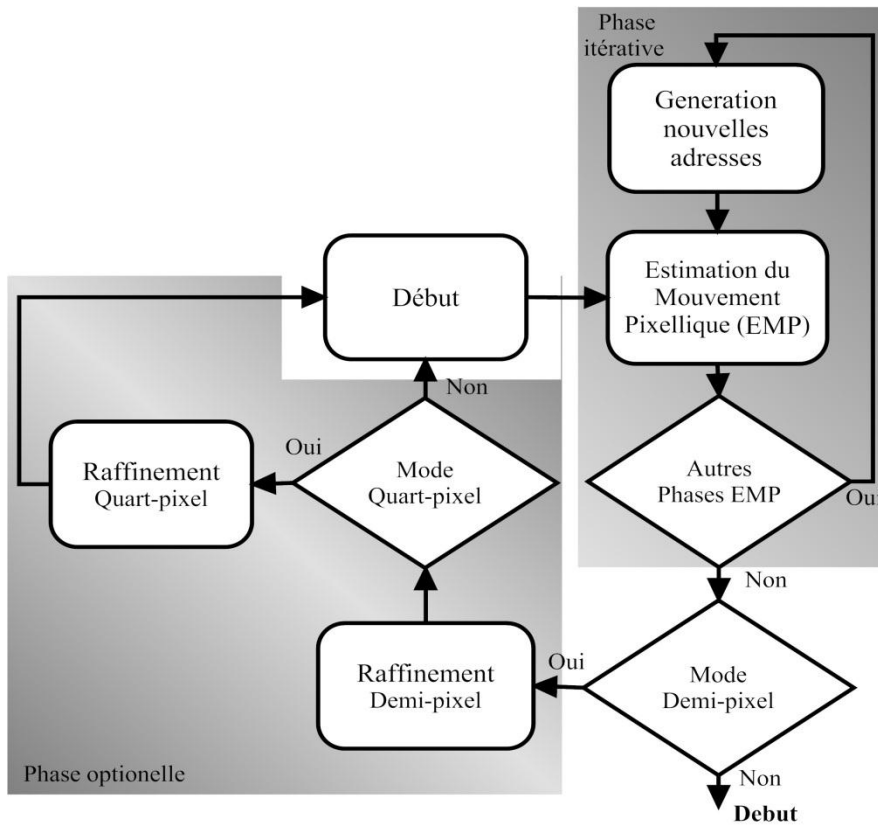 Phase
itérative
Generation
nouvelles
adresses
Début
Estimation du
Mouvement
Pixellique (EMP)
Non
Oui
Raffinement
Quart-pixel
Mode
Quart-pixel
Autres
Phases EMP
Oui
Non
Raffinement
Demi-pixel
Oui
Mode
Demi-pixel
Phase optionelle
Non
Debut